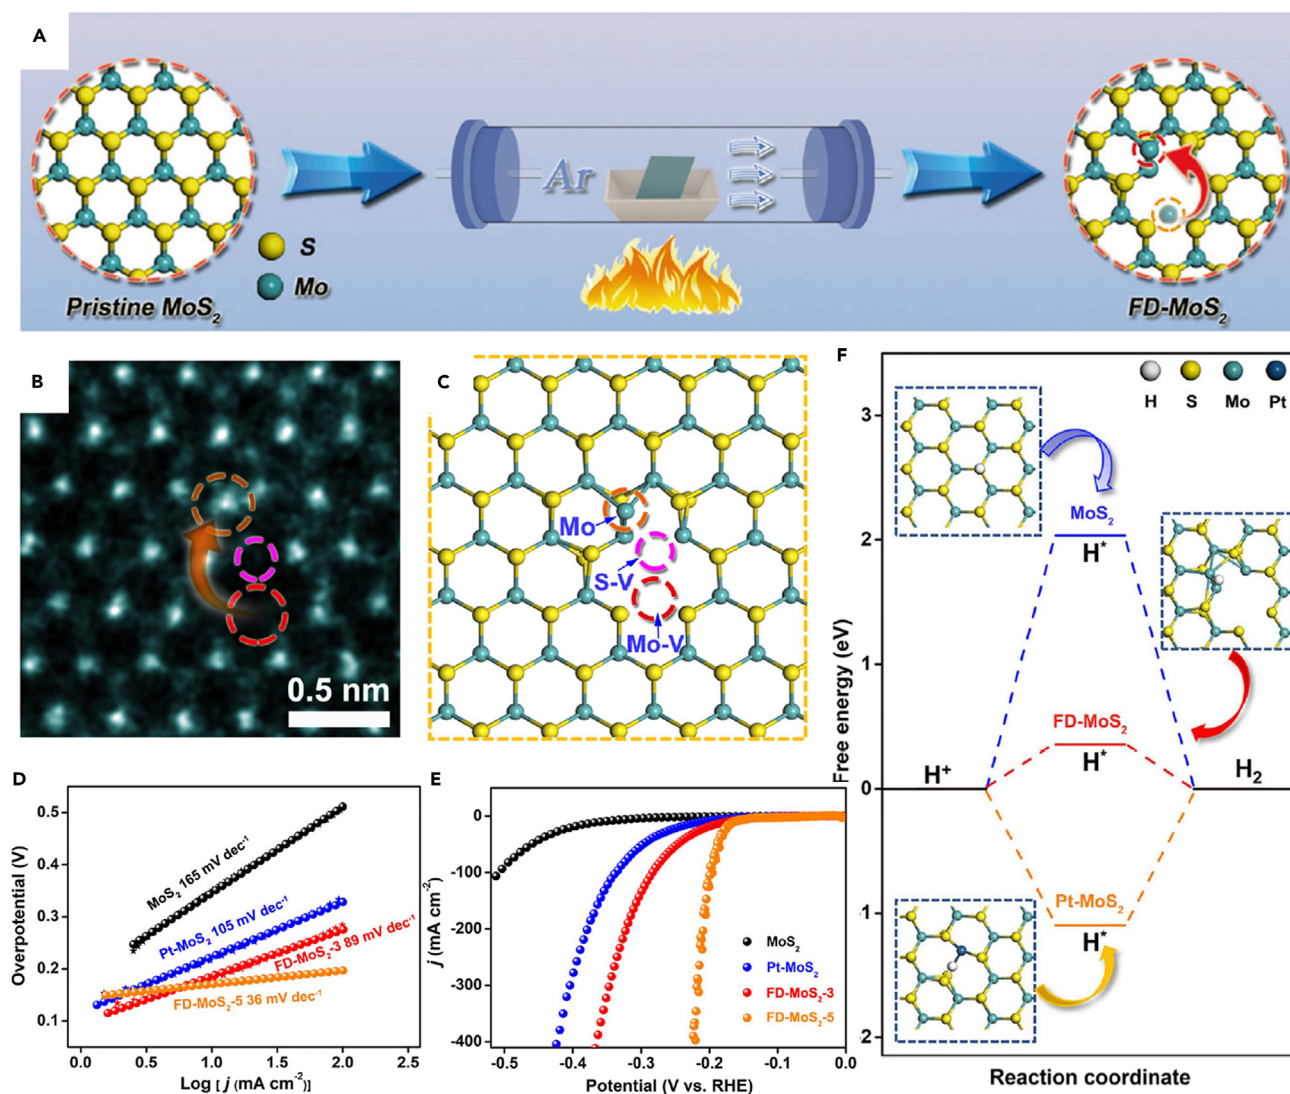 A
Ar
S
Mo
Pristine MoS₂
FD-MoS₂
B
0.5 nm
C
Mo
S-V
Mo-V
D
Overpotential (V)
0.5
0.4
0.3
0.2
0.1
MoS₂ 165 mV dec⁻¹
Pt-MoS₂ 105 mV dec⁻¹
FD-MoS₂-3 89 mV dec⁻¹
FD-MoS₂-5 36 mV dec⁻¹
0.0 0.5 1.0 1.5 2.0 2.5
Log [ j (mA cm⁻²)]
E
j (mA cm⁻²)
0
-100
-200
-300
-400
MoS₂
Pt-MoS₂
FD-MoS₂-3
FD-MoS₂-5
-0.5 -0.4 -0.3 -0.2 -0.1 0.0
Potential (V vs. RHE)
F
Free energy (eV)
3
2
1
0
-1
2
H S Mo Pt
MoS₂
H*
FD-MoS₂
H⁺
H*
H₂
Pt-MoS₂
H*
Reaction coordinate